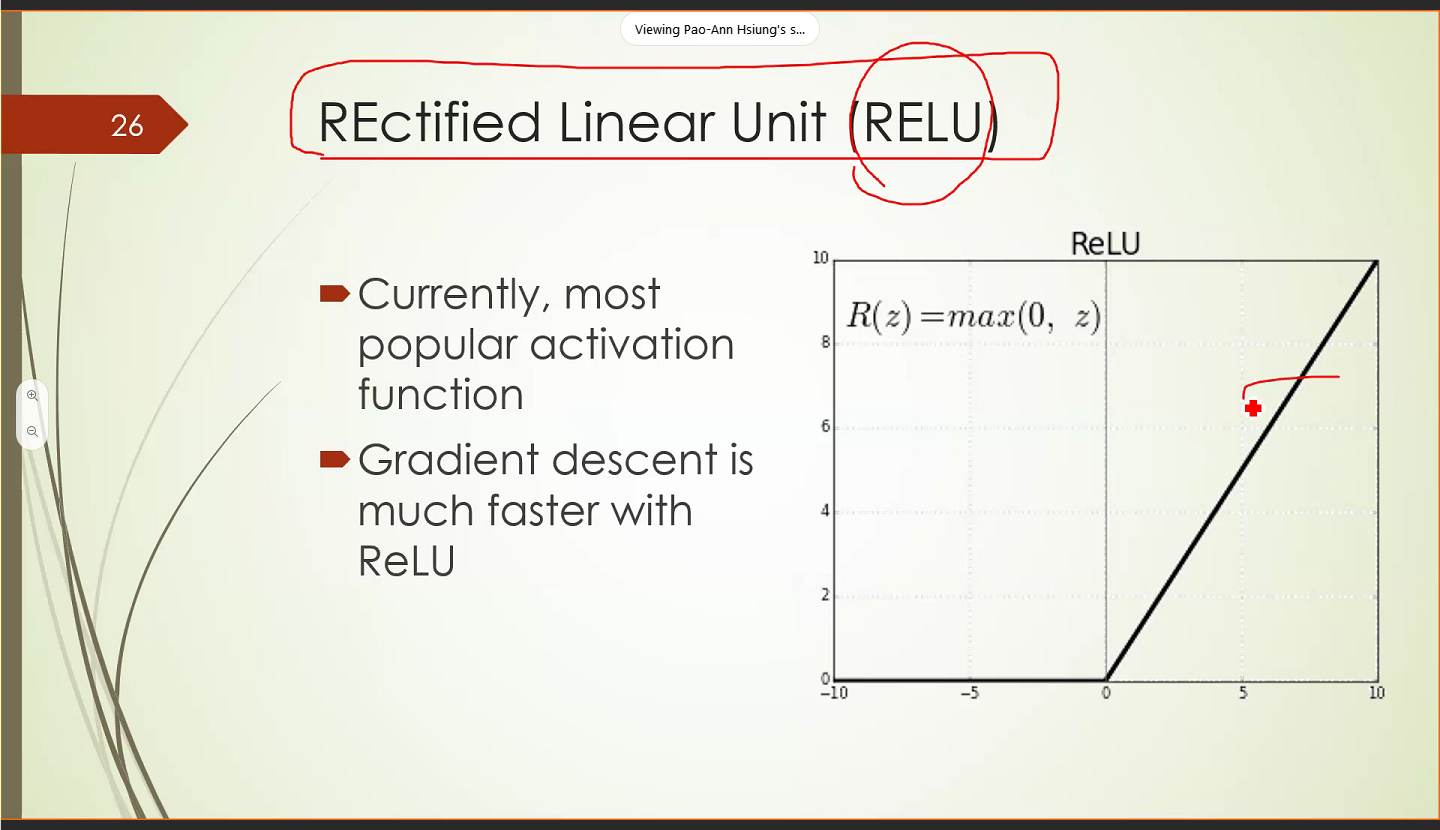 Viewing Pao-Ann Hsiung's s...
26
REctified Linear Unit (RELU)
Currently, most
popular activation
function
Gradient descent is
much faster with
ReLU
ReLU
R(z)=max(0, z)
10
8
6
4
2
0
−10 −5 0 5 10